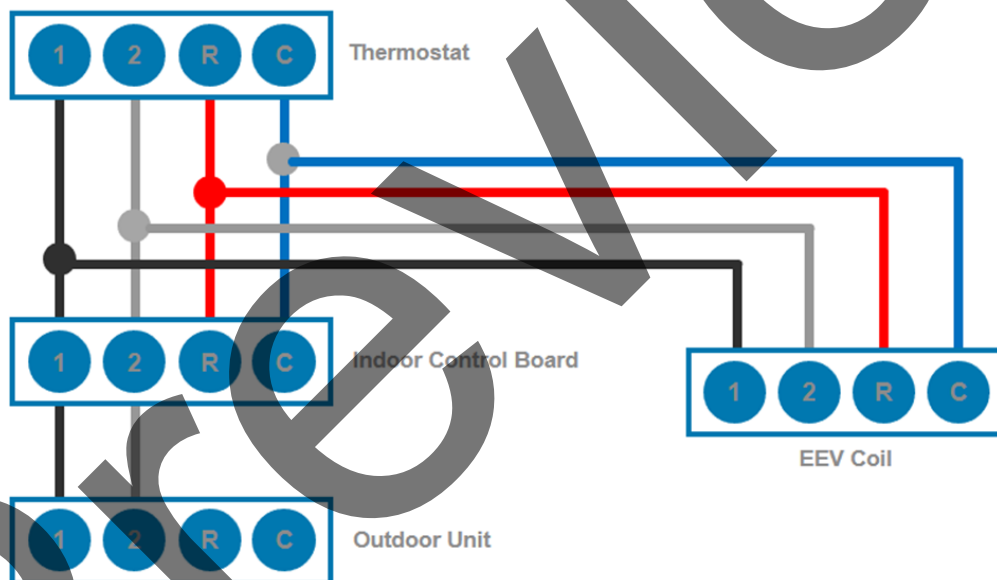 1 2 R C Thermostat
1 2 R C Indoor Control Board
1 2 R C EEV Coil
1 2 R C Outdoor Unit